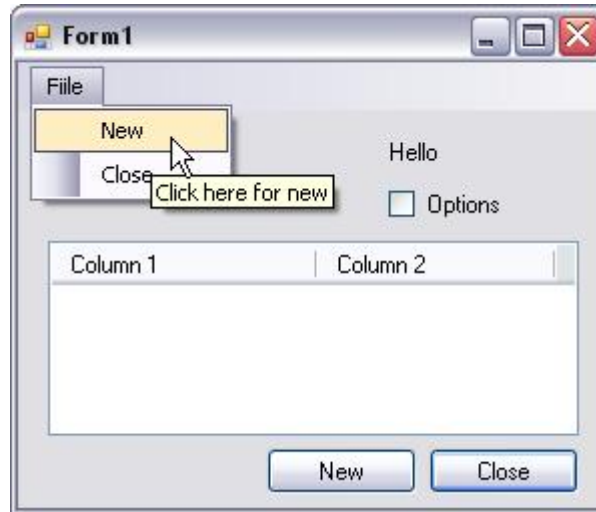 Form1
Fiile
New
Close
Click here for new
Hello
Options
Column 1 Column 2
New Close